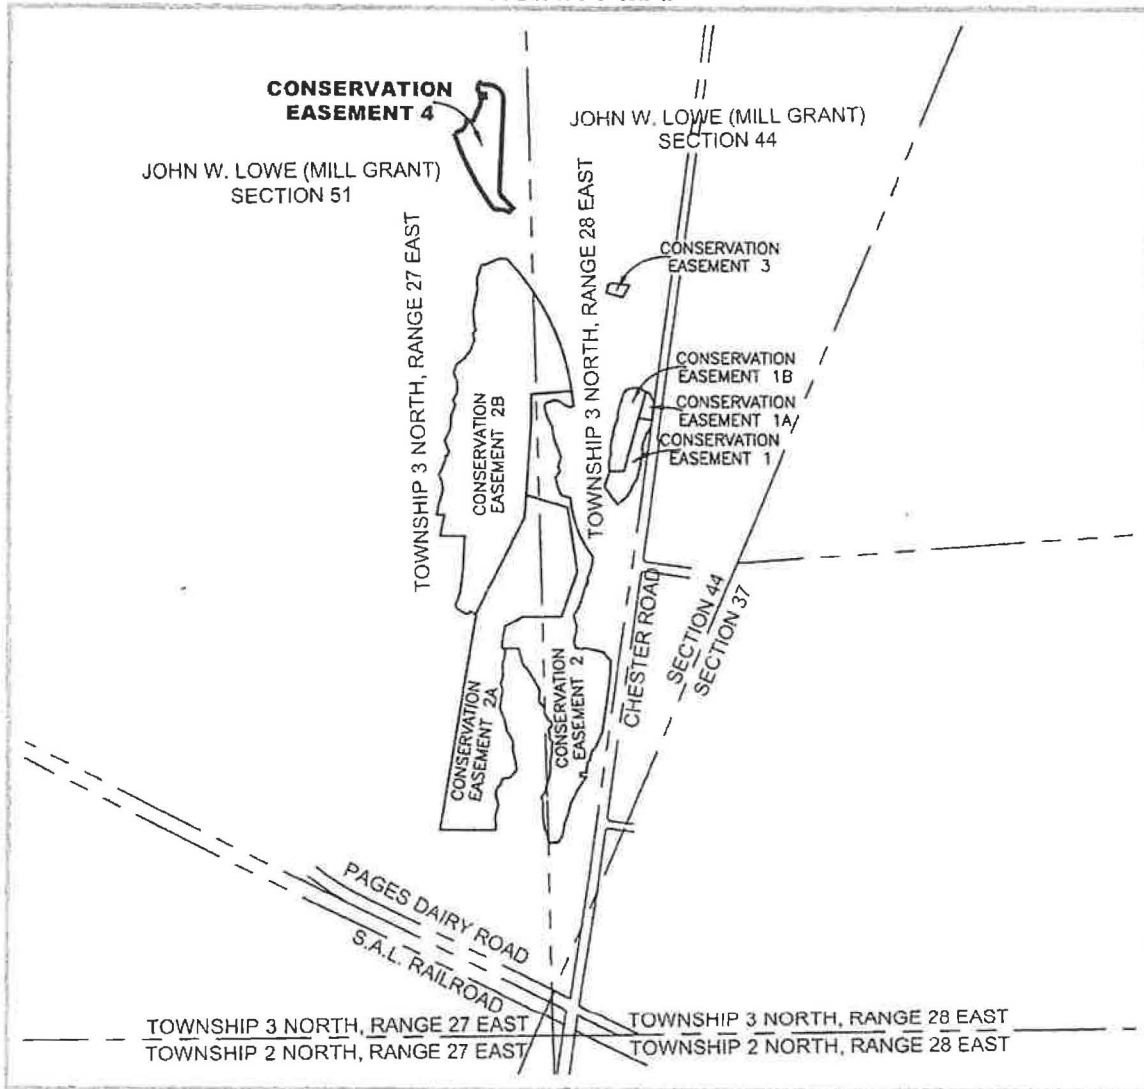 CONSERVATION
EASEMENT 4
JOHN W. LOWE (MILL GRANT)
SECTION 44
JOHN W. LOWE (MILL GRANT)
SECTION 51
TOWNSHIP 3 NORTH, RANGE 27 EAST
TOWNSHIP 3 NORTH, RANGE 28 EAST
CONSERVATION
EASEMENT 3
CONSERVATION
EASEMENT 1B
CONSERVATION
EASEMENT 1A
CONSERVATION
EASEMENT 1
CONSERVATION
EASEMENT 2B
CONSERVATION
EASEMENT 2A
CONSERVATION
EASEMENT 2
CHESTER ROAD
SECTION 44
SECTION 37
PAGES DAIRY ROAD
S.A.L. RAILROAD
TOWNSHIP 3 NORTH, RANGE 27 EAST
TOWNSHIP 3 NORTH, RANGE 28 EAST
TOWNSHIP 2 NORTH, RANGE 27 EAST
TOWNSHIP 2 NORTH, RANGE 28 EAST